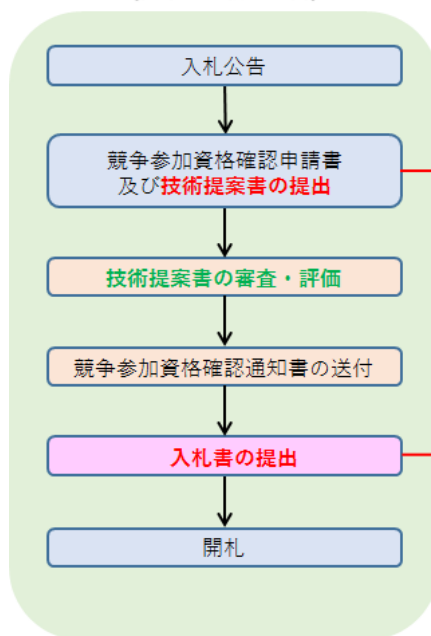 入札公告
競争参加資格確認申請書
及び技術提案書の提出
技術提案書の審査・評価
競争参加資格確認通知書の送付
入札書の提出
開札